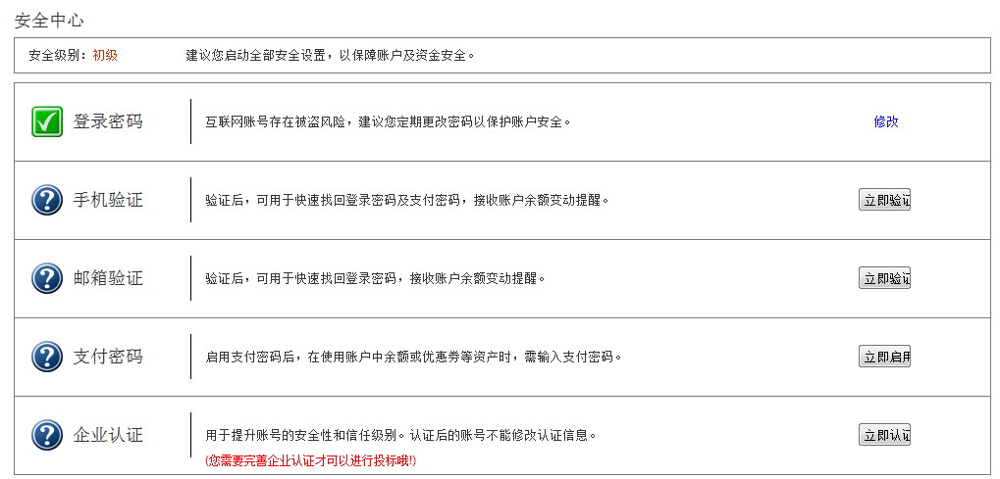 安全中心
安全级别：初级 建议您启动全部安全设置，以保障账户及资金安全。
登录密码 互联网账号存在被盗风险，建议您定期更改密码以保护账户安全。 修改
手机验证 验证后，可用于快速找回登录密码及支付密码，接收账户余额变动提醒。 立即验证
邮箱验证 验证后，可用于快速找回登录密码，接收账户余额变动提醒。 立即验证
支付密码 启用支付密码后，在使用账户中余额或优惠券等资产时，需输入支付密码。 立即启用
企业认证 用于提升账号的安全性和信任级别。认证后的账号不能修改认证信息。 立即认证
(您需要完善企业认证才可以进行投标哦!)